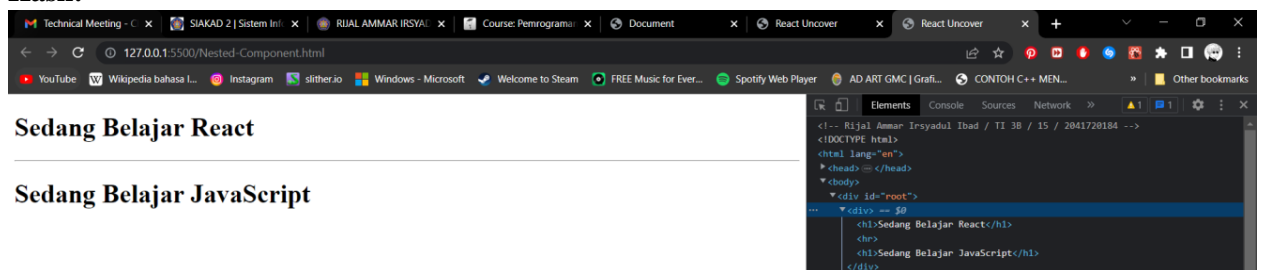 Technical Meeting - C
SIAKAD 2 | Sistem Info
RIJAL AMMAR IRSYAD
Course: Pemrograman
Document
React Uncover
React Uncover
127.0.0.1:5500/Nested-Component.html
YouTube
Wikipedia bahasa I...
Instagram
slither.io
Windows - Microsoft
Welcome to Steam
FREE Music for Ever...
Spotify Web Player
AD ART GMC | Grafi...
CONTOH C++ MEN...
»
Other bookmarks
Sedang Belajar React
Sedang Belajar JavaScript
Elements Console Sources Network » 1 1
<!-- Rijal Ammar Irsyadul Ibad / TI 3B / 15 / 2041720184 -->
<!DOCTYPE html>
<html lang="en">
<head> ⋯ </head>
<body>
<div id="root">
⋯ <div> == $0
<h1>Sedang Belajar React</h1>
<hr>
<h1>Sedang Belajar JavaScript</h1>
</div>